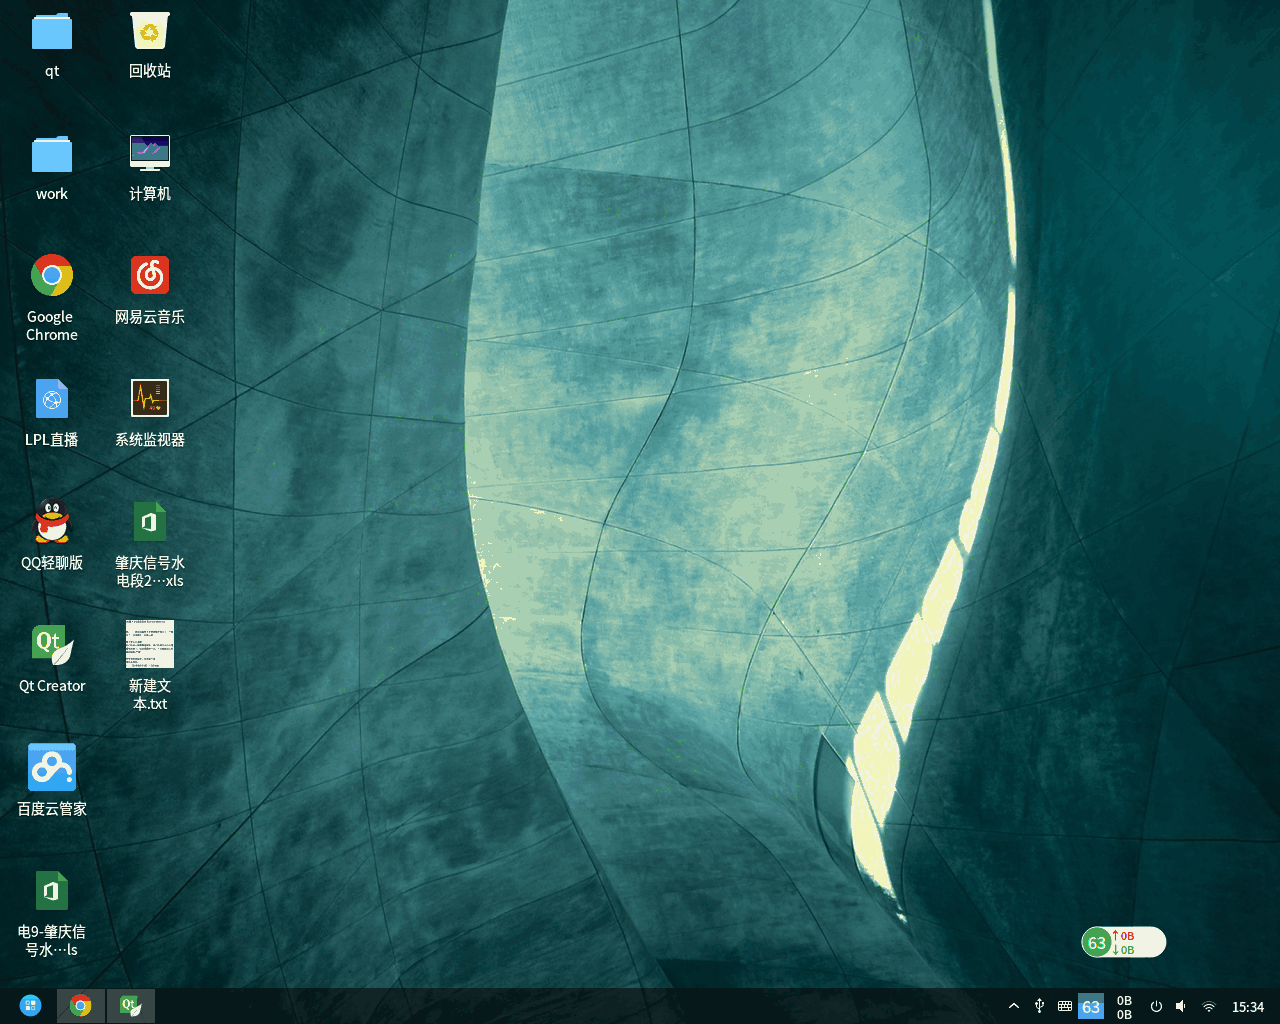 qt
回收站
work
计算机
Google
Chrome
网易云音乐
LPL直播
系统监视器
QQ轻聊版
肇庆信号水
电段2···xls
Qt
Qt Creator
新建文
本.txt
百度云管家
电9-肇庆信
号水···ls
63
↑0B
↓0B
Qt
63
0B
0B
15:34